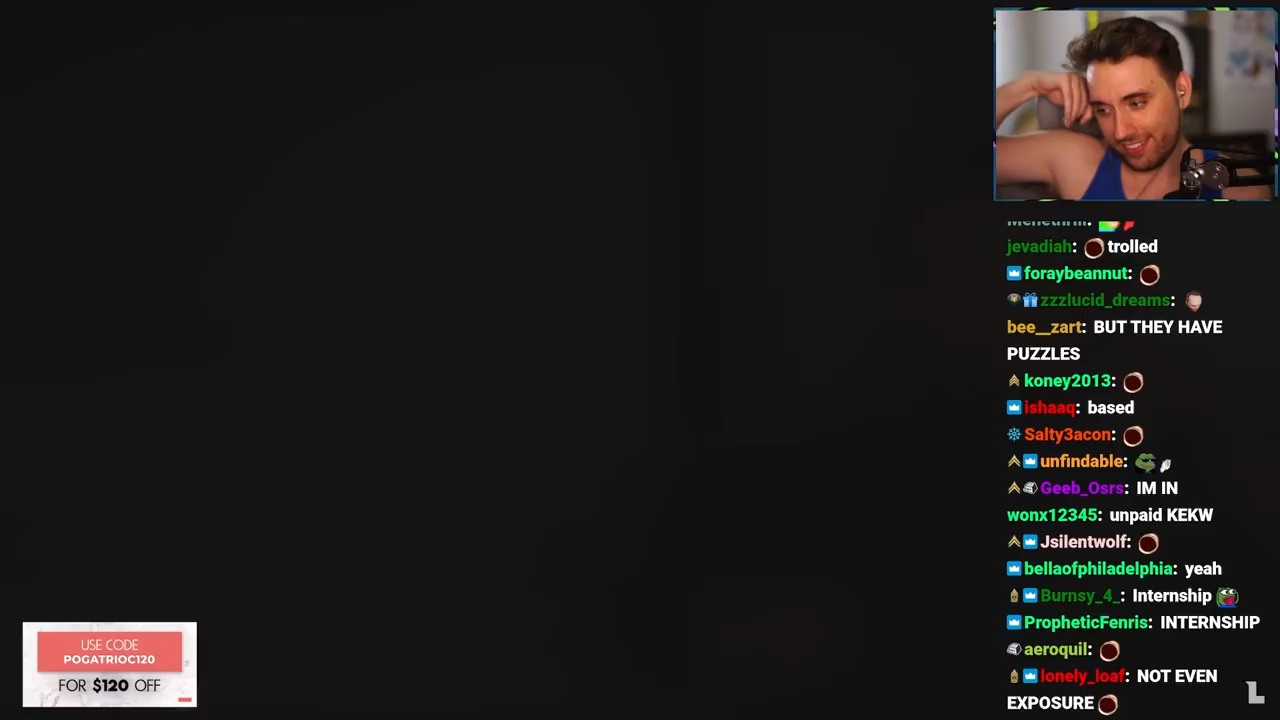 jevadiah: trolled
foraybeannut:
zzzlucid_dreams:
bee__zart: BUT THEY HAVE
PUZZLES
koney2013:
ishaaq: based
Salty3acon:
unfindable:
Geeb_Osrs: IM IN
wonx12345: unpaid KEKW
Jsilentwolf:
bellaofphiladelphia: yeah
Burnsy_4_: Internship
PropheticFenris: INTERNSHIP
aeroquil:
lonely_loaf: NOT EVEN
EXPOSURE
USE CODE
POGATRIOC120
FOR $120 OFF
L